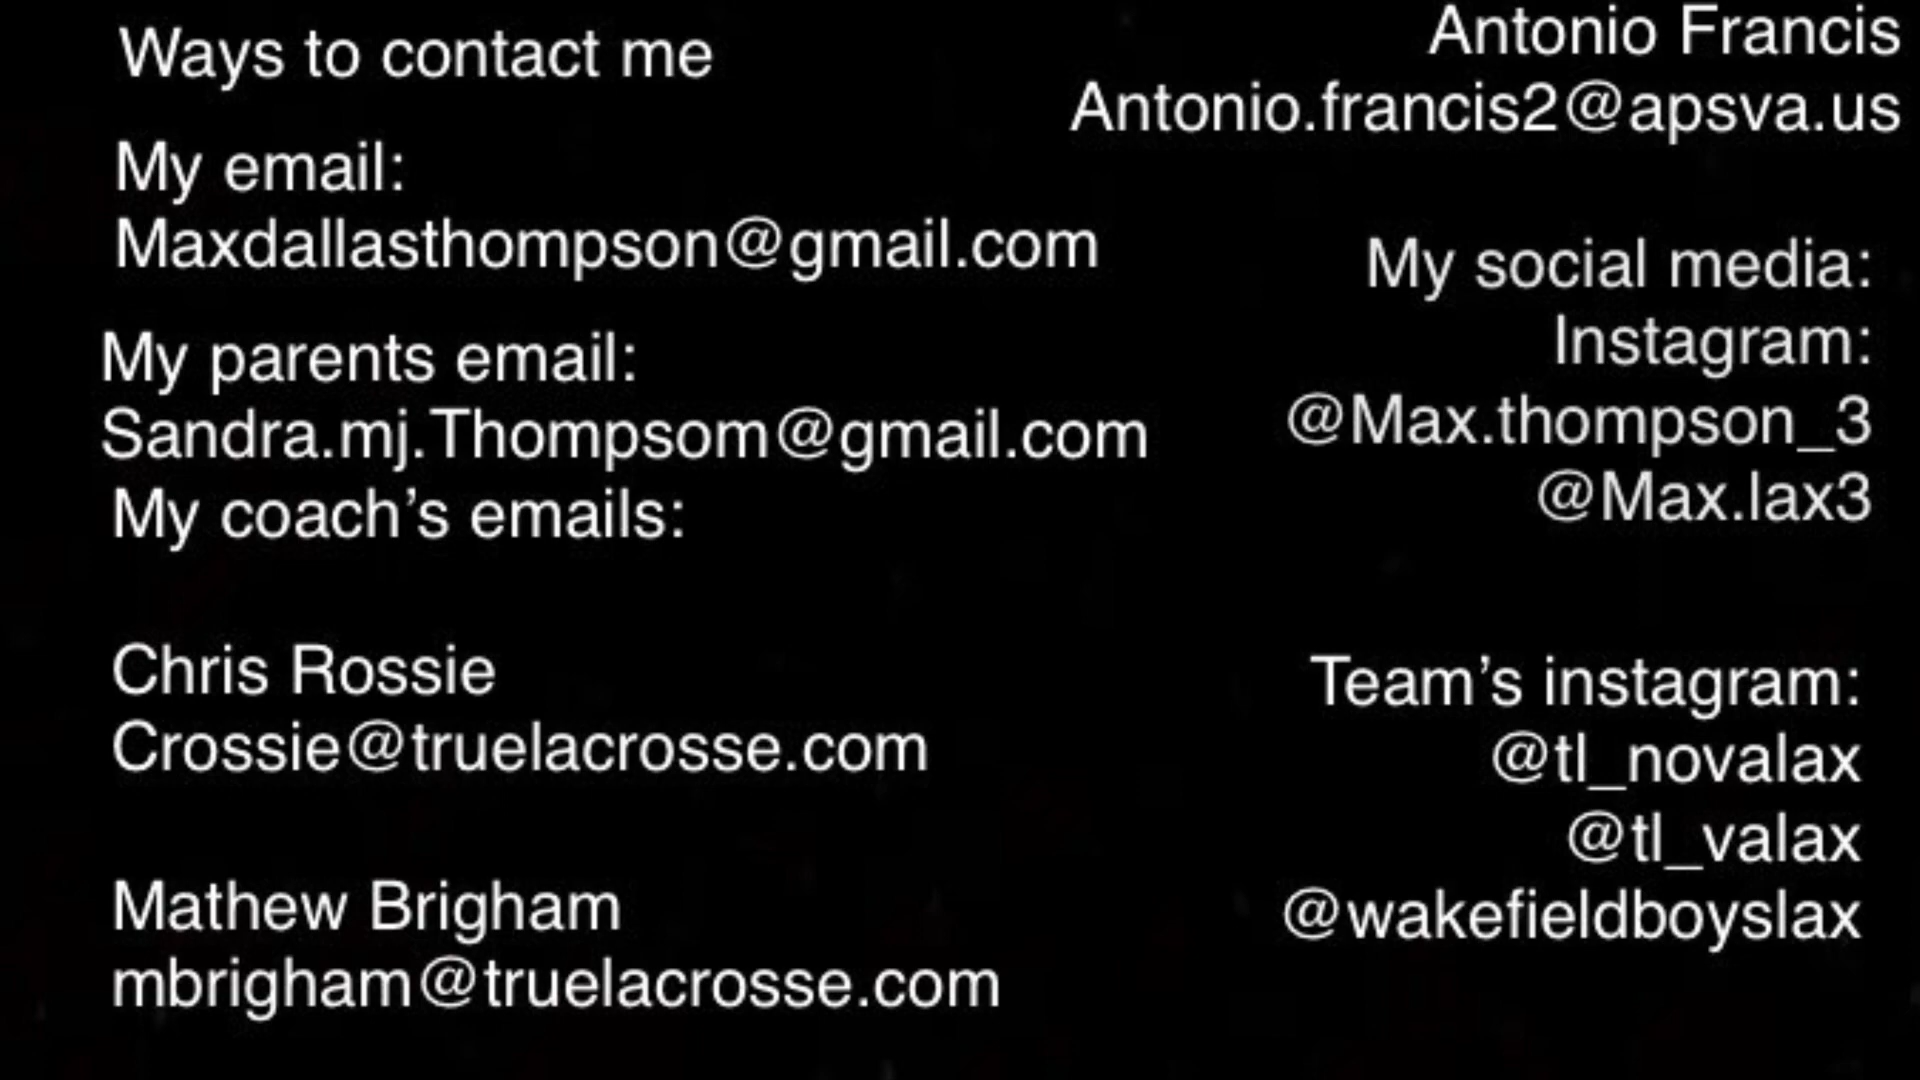 Ways to contact me
My email:
Maxdallasthompson@gmail.com
My parents email:
Sandra.mj.Thompsom@gmail.com
My coach’s emails:
Chris Rossie
Crossie@truelacrosse.com
Mathew Brigham
mbrigham@truelacrosse.com
Antonio Francis
Antonio.francis2@apsva.us
My social media:
Instagram:
@Max.thompson_3
@Max.lax3
Team’s instagram:
@tl_novalax
@tl_valax
@wakefieldboyslax